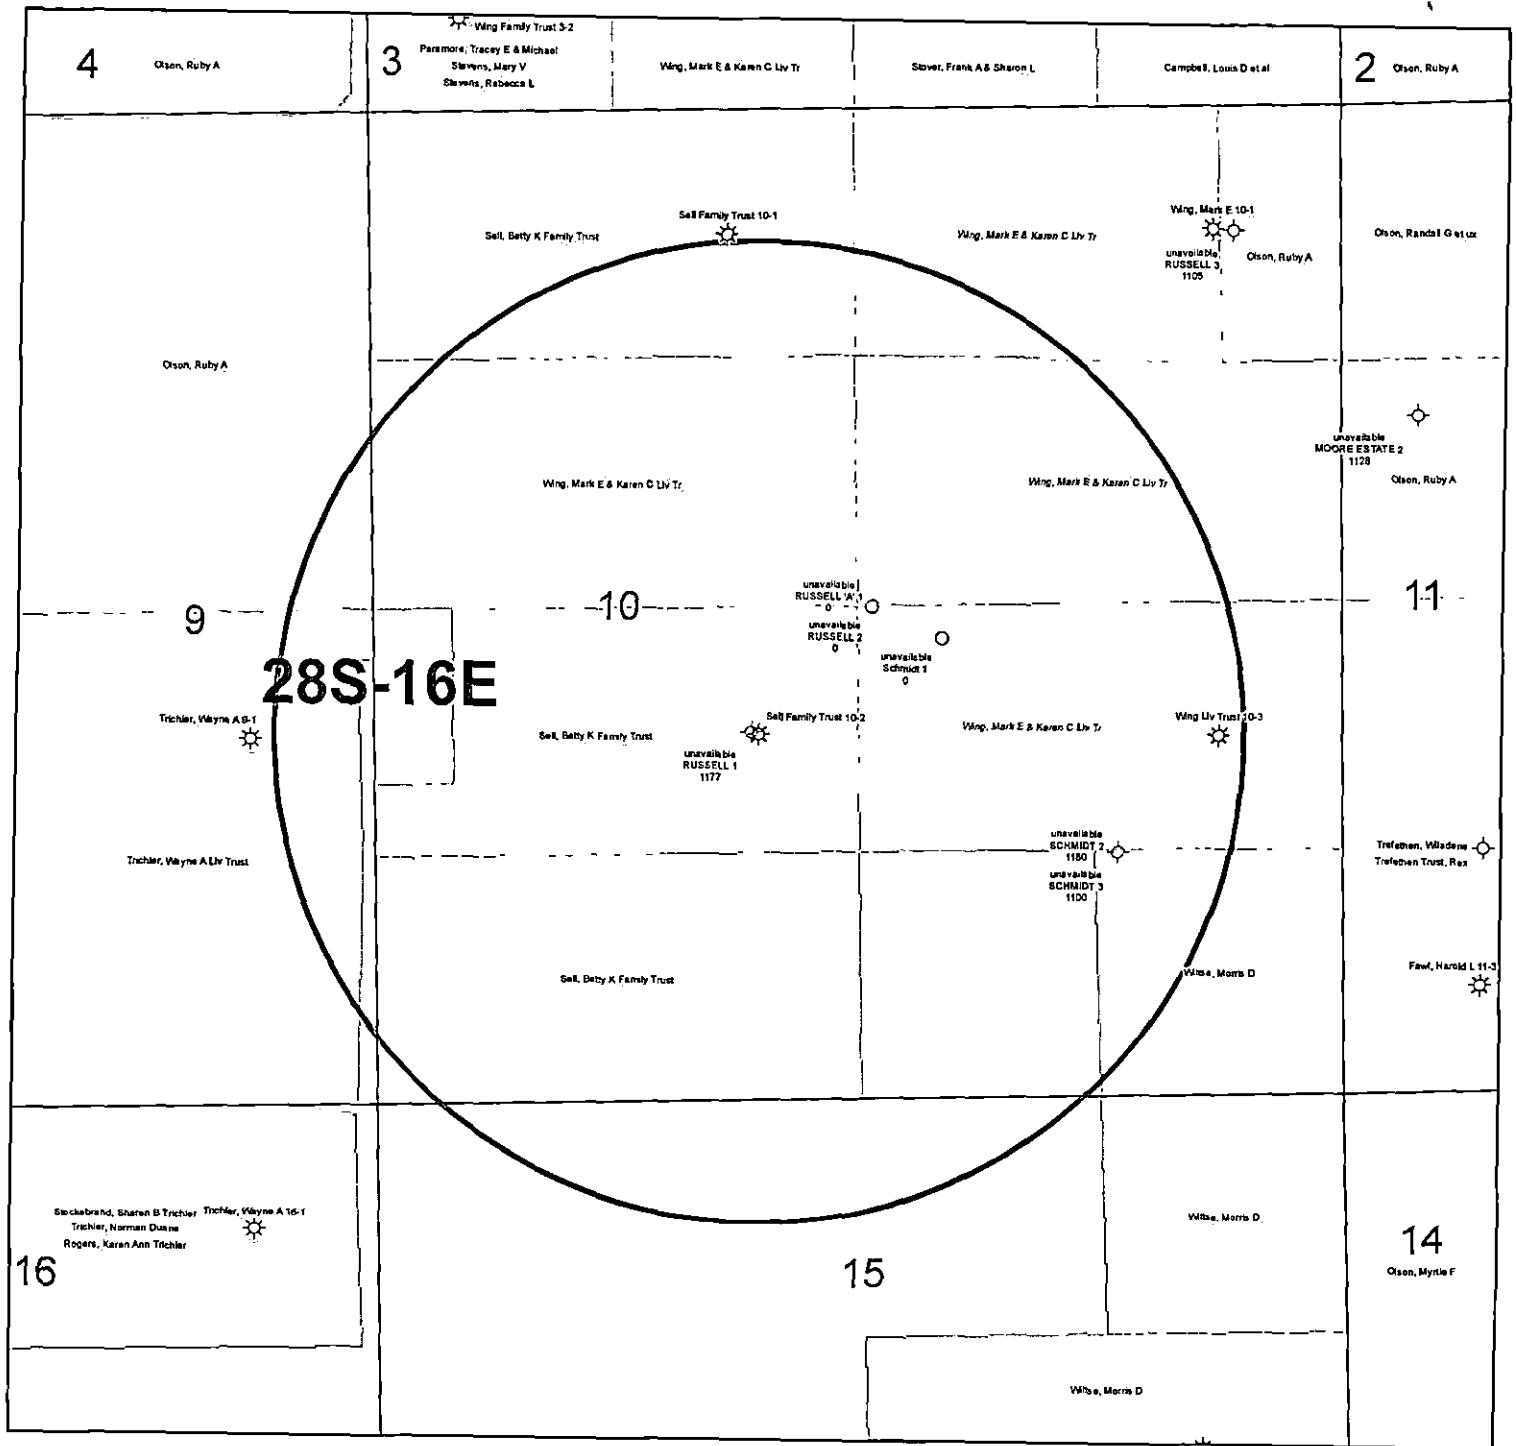 Wing Family Trust 3-2
4
Olson, Ruby A
3
Paramore, Tracey E & Michael
Stevens, Mary V
Stevens, Rebecca L
Wing, Mark E & Karen C Liv Tr
Stover, Frank A & Sharon L
Campbell, Louis D et al
2
Olson, Ruby A
Sell Family Trust 10-1
Wing, Mark E 10-1
Sell, Betty K Family Trust
Wing, Mark E & Karen C Liv Tr
Olson, Randall G et ux
unavailable
RUSSELL 3
1105
Olson, Ruby A
Olson, Ruby A
unavailable
MOORE ESTATE 2
1128
Wing, Mark E & Karen C Liv Tr
Wing, Mark E & Karen C Liv Tr
Olson, Ruby A
9
10
unavailable
RUSSELL 'A' 1
0
unavailable
RUSSELL 2
0
unavailable
Schmidt 1
0
11
28S-16E
Trichler, Wayne A 9-1
Sell, Betty K Family Trust
Sell Family Trust 10-2
unavailable
RUSSELL 1
1177
Wing, Mark E & Karen C Liv Tr
Wing Liv Trust 10-3
Trichler, Wayne A Liv Trust
unavailable
SCHMIDT 2
1180
unavailable
SCHMIDT 3
1100
Trefethen, Wiladene
Trefethen Trust, Rex
Sell, Betty K Family Trust
Wiltse, Morris D
Fawl, Harold L 11-3
Stockebrand, Sharen B Trichler
Trichler, Norman Duane
Rogers, Karen Ann Trichler
Trichler, Wayne A 16-1
Wiltse, Morris D
16
15
14
Olson, Myrtle F
Wiltse, Morris D